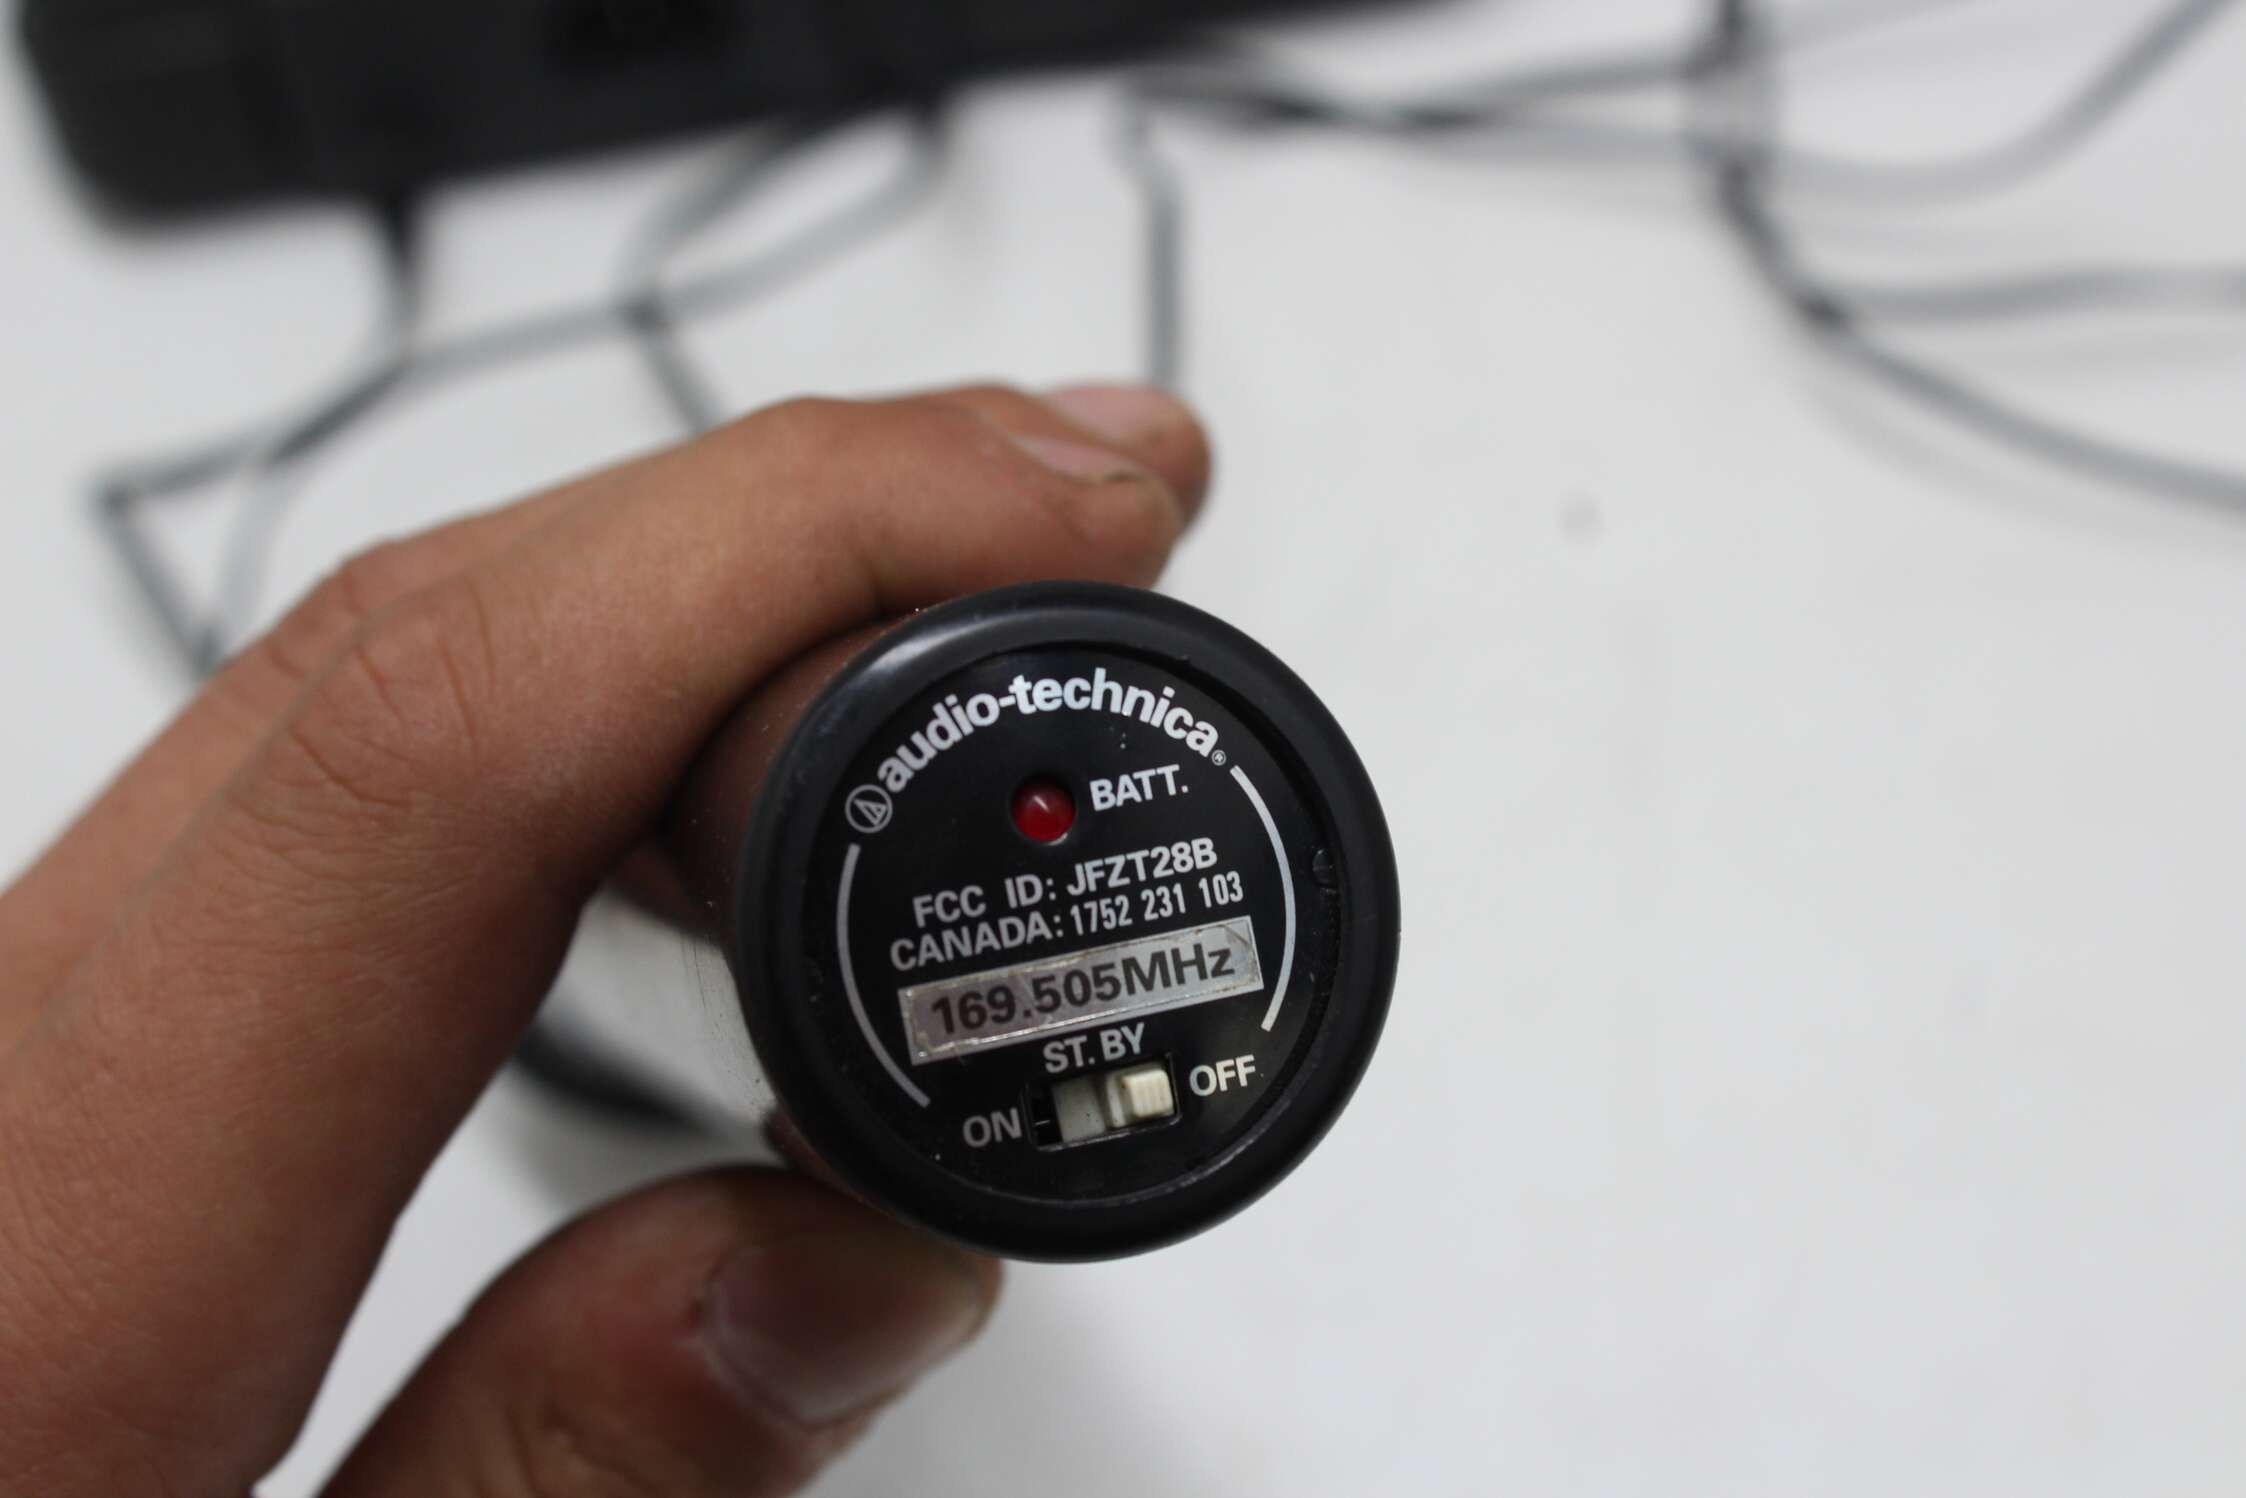 audio-technica®
BATT.
FCC ID: JFZT28B
CANADA: 1752 231 103
169.505MHz
ST. BY
ON OFF